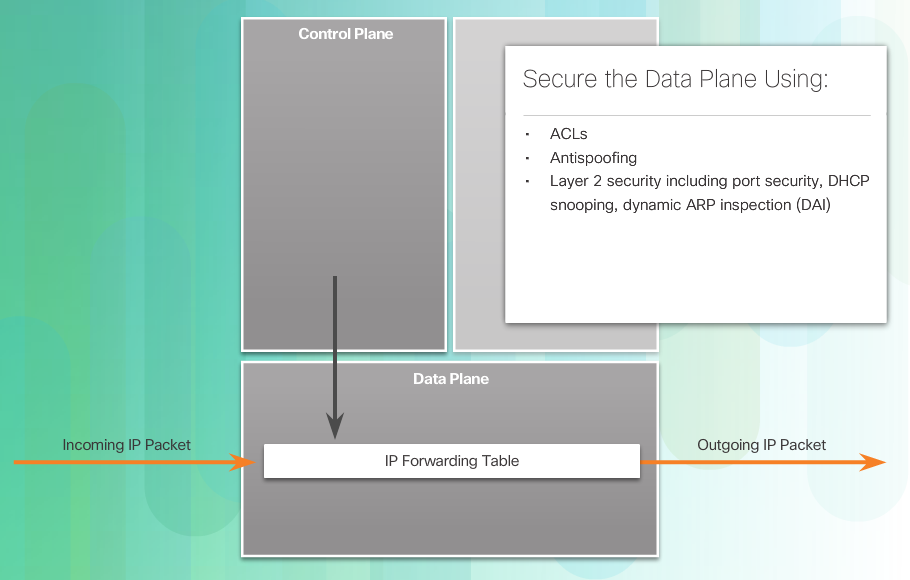 Control Plane
Secure the Data Plane Using:
· ACLs
· Antispoofing
· Layer 2 security including port security, DHCP
snooping, dynamic ARP inspection (DAI)
Data Plane
Incoming IP Packet
IP Forwarding Table
Outgoing IP Packet